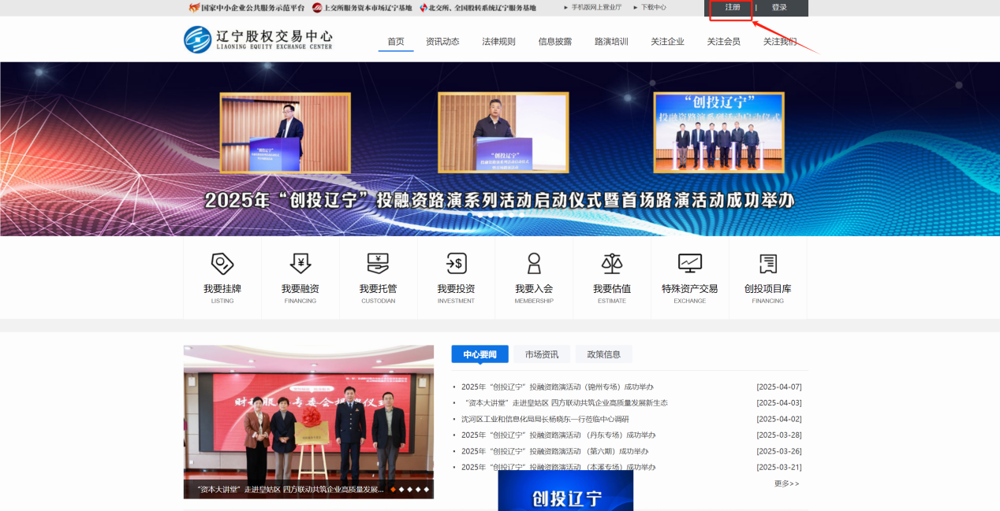 国家中小企业公共服务示范平台 上交所服务资本市场辽宁基地 北交所、全国股转系统辽宁服务基地 ► 手机版网上营业厅 ► 下载中心 注册 | 登录
辽宁股权交易中心
LIAONING EQUITY EXCHANGE CENTER
首页 资讯动态 法律规则 信息披露 路演培训 关注企业 关注会员 关注我们
“创投辽宁”
投融资路演系列活动启动仪式
“创投辽宁”
“创投辽宁”
投融资路演系列活动启动仪式
2025年“创投辽宁”投融资路演系列活动启动仪式暨首场路演活动成功举办
我要挂牌 我要融资 我要托管 我要投资 我要入会 我要估值 特殊资产交易 创投项目库
LISTING FINANCING CUSTODIAN INVESTMENT MEMBERSHIP ESTIMATE EXCHANGE FINANCING
中心要闻 市场资讯 政策信息
• 2025年“创投辽宁”投融资路演活动（锦州专场）成功举办 [2025-04-07]
• “资本大讲堂”走进皇姑区 四方联动共筑企业高质量发展新生态 [2025-04-03]
• 沈河区工业和信息化局局长杨晓东一行莅临中心调研 [2025-04-02]
• 2025年“创投辽宁”投融资路演活动 （丹东专场）成功举办 [2025-03-28]
• 2025年“创投辽宁”投融资路演活动 （第六期）成功举办 [2025-03-26]
• 2025年“创投辽宁”投融资路演活动 （本溪专场）成功举办 [2025-03-21]
更多>>
“资本大讲堂”走进皇姑区 四方联动共筑企业高质量发展...
创投辽宁